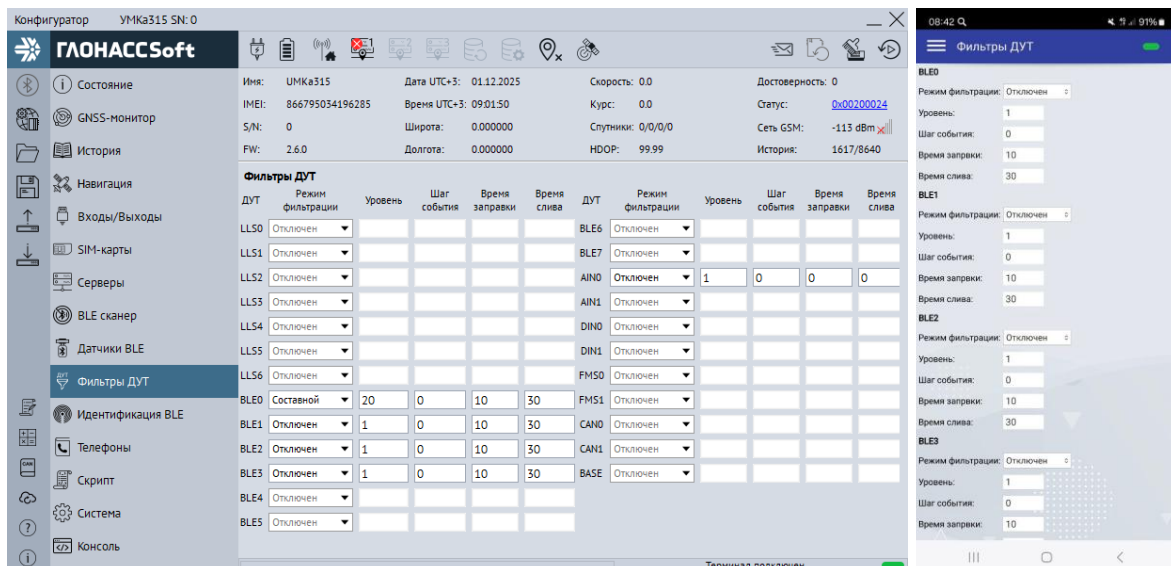 Конфигуратор УМКа315 SN: 0
ГЛОНАССSoft
Состояние
GNSS-монитор
История
Навигация
Входы/Выходы
SIM-карты
Серверы
BLE сканер
Датчики BLE
Фильтры ДУТ
Идентификация BLE
Телефоны
Скрипт
Система
Консоль
Имя: УМКа315 Дата UTC+3: 01.12.2025 Скорость: 0.0 Достоверность: 0
IMEI: 866795034196285 Время UTC+3: 09:01:50 Курс: 0.0 Статус: 0x00200024
S/N: 0 Широта: 0.000000 Спутники: 0/0/0/0 Сеть GSM: -113 dBm
FW: 2.6.0 Долгота: 0.000000 HDOP: 99.99 История: 1617/8640
Фильтры ДУТ
ДУТ Режим фильтрации Уровень Шаг события Время заправки Время слива ДУТ Режим фильтрации Уровень Шаг события Время заправки Время слива
LLS0 Отключен BLE6 Отключен
LLS1 Отключен BLE7 Отключен
LLS2 Отключен AIN0 Отключен 1 0 0 0
LLS3 Отключен AIN1 Отключен
LLS4 Отключен DIN0 Отключен
LLS5 Отключен DIN1 Отключен
LLS6 Отключен FMS0 Отключен
BLE0 Составной 20 0 10 30 FMS1 Отключен
BLE1 Отключен 1 0 10 30 CAN0 Отключен
BLE2 Отключен 1 0 10 30 CAN1 Отключен
BLE3 Отключен 1 0 10 30 BASE Отключен
BLE4 Отключен
BLE5 Отключен
Терминал подключен
08:42 91%
Фильтры ДУТ
BLE0
Режим фильтрации: Отключен
Уровень: 1
Шаг события: 0
Время запрвки: 10
Время слива: 30
BLE1
Режим фильтрации: Отключен
Уровень: 1
Шаг события: 0
Время запрвки: 10
Время слива: 30
BLE2
Режим фильтрации: Отключен
Уровень: 1
Шаг события: 0
Время запрвки: 10
Время слива: 30
BLE3
Режим фильтрации: Отключен
Уровень: 1
Шаг события: 0
Время запрвки: 10